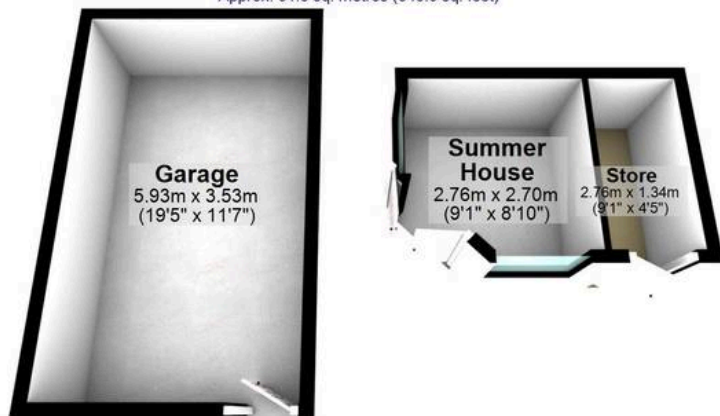 Garage
5.93m x 3.53m
(19'5" x 11'7")
Summer
House
2.76m x 2.70m
(9'1" x 8'10")
Store
2.76m x 1.34m
(9'1" x 4'5")